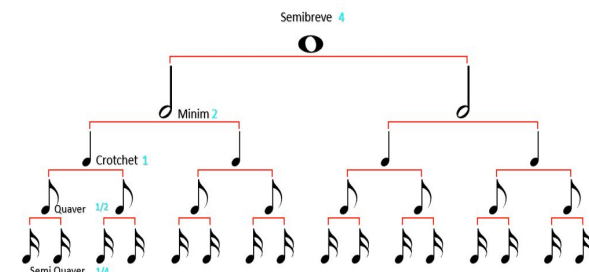 Semibreve 4
Minim 2
Crotchet 1
Quaver 1/2
Semi Quaver 1/4